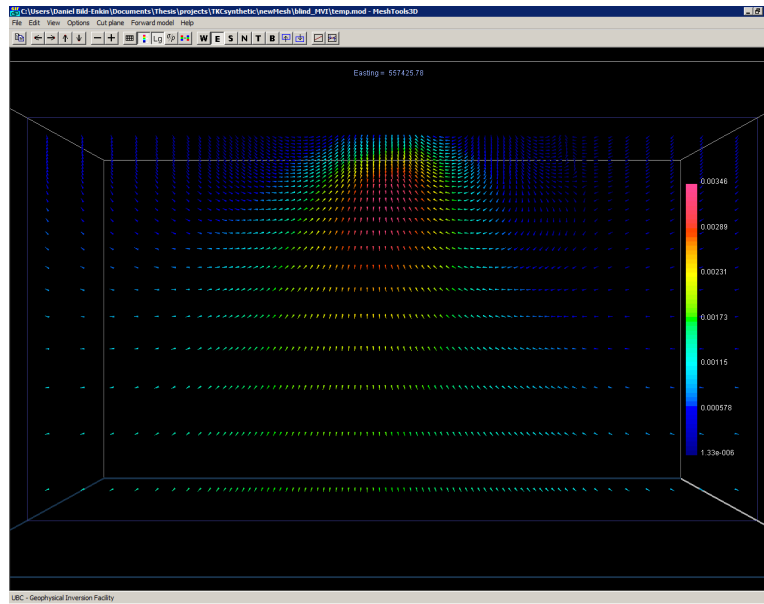 C:\Users\Daniel Bild-Enkin\Documents\Thesis\projects\TKCsynthetic\newMesh\blind_MVI\temp.mod - MeshTools3D
File Edit View Options Cut plane Forward model Help
Lg W E S N T B
Easting = 557425.78
0.00346
0.00289
0.00231
0.00173
0.00115
0.000578
1.33e-006
UBC - Geophysical Inversion Facility